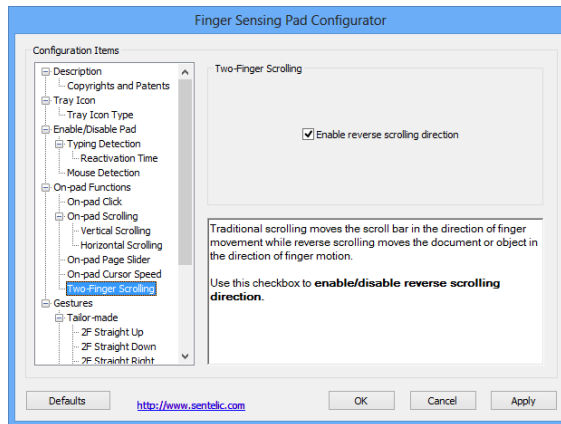 Finger Sensing Pad Configurator
Configuration Items
Description
Copyrights and Patents
Tray Icon
Tray Icon Type
Enable/Disable Pad
Typing Detection
Reactivation Time
Mouse Detection
On-pad Functions
On-pad Click
On-pad Scrolling
Vertical Scrolling
Horizontal Scrolling
On-pad Page Slider
On-pad Cursor Speed
Two-Finger Scrolling
Gestures
Tailor-made
2F Straight Up
2F Straight Down
2F Straight Right
Two-Finger Scrolling
Enable reverse scrolling direction
Traditional scrolling moves the scroll bar in the direction of finger
movement while reverse scrolling moves the document or object in
the direction of finger motion.
Use this checkbox to enable/disable reverse scrolling
direction.
Defaults
http://www.sentelic.com
OK
Cancel
Apply